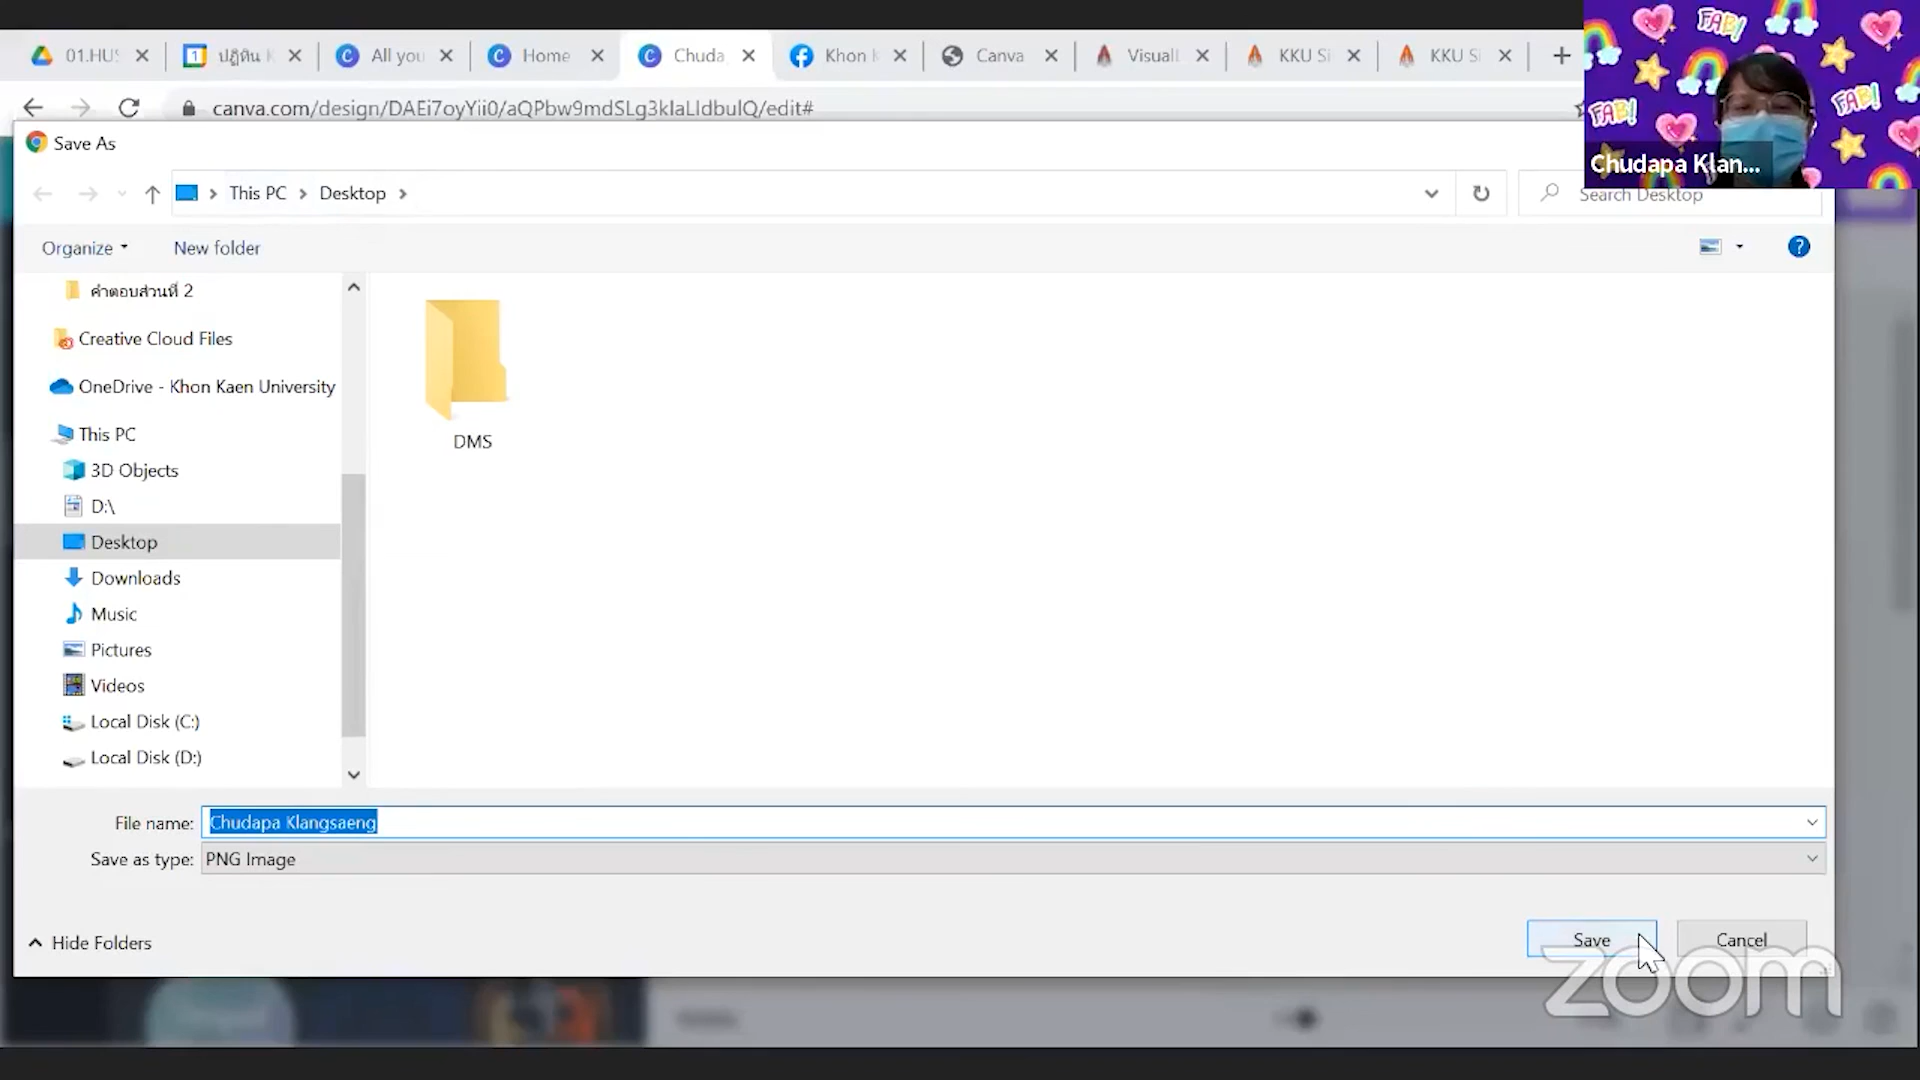 01.HUS
ปฏิทิน K
All you
Home
Chuda
Khon K
Canva
Visuall
KKU Si
KKU Si
canva.com/design/DAEi7oyYii0/aQPbw9mdSLg3klaLIdbulQ/edit#
FAB!
FAB!
FAB!
Chudapa Klan...
Save As
This PC
Desktop
Search Desktop
Organize
New folder
คำตอบส่วนที่ 2
Creative Cloud Files
OneDrive - Khon Kaen University
This PC
3D Objects
D:\
Desktop
Downloads
Music
Pictures
Videos
Local Disk (C:)
Local Disk (D:)
DMS
File name: Chudapa Klangsaeng
Save as type: PNG Image
Hide Folders
Save
Cancel
zoom